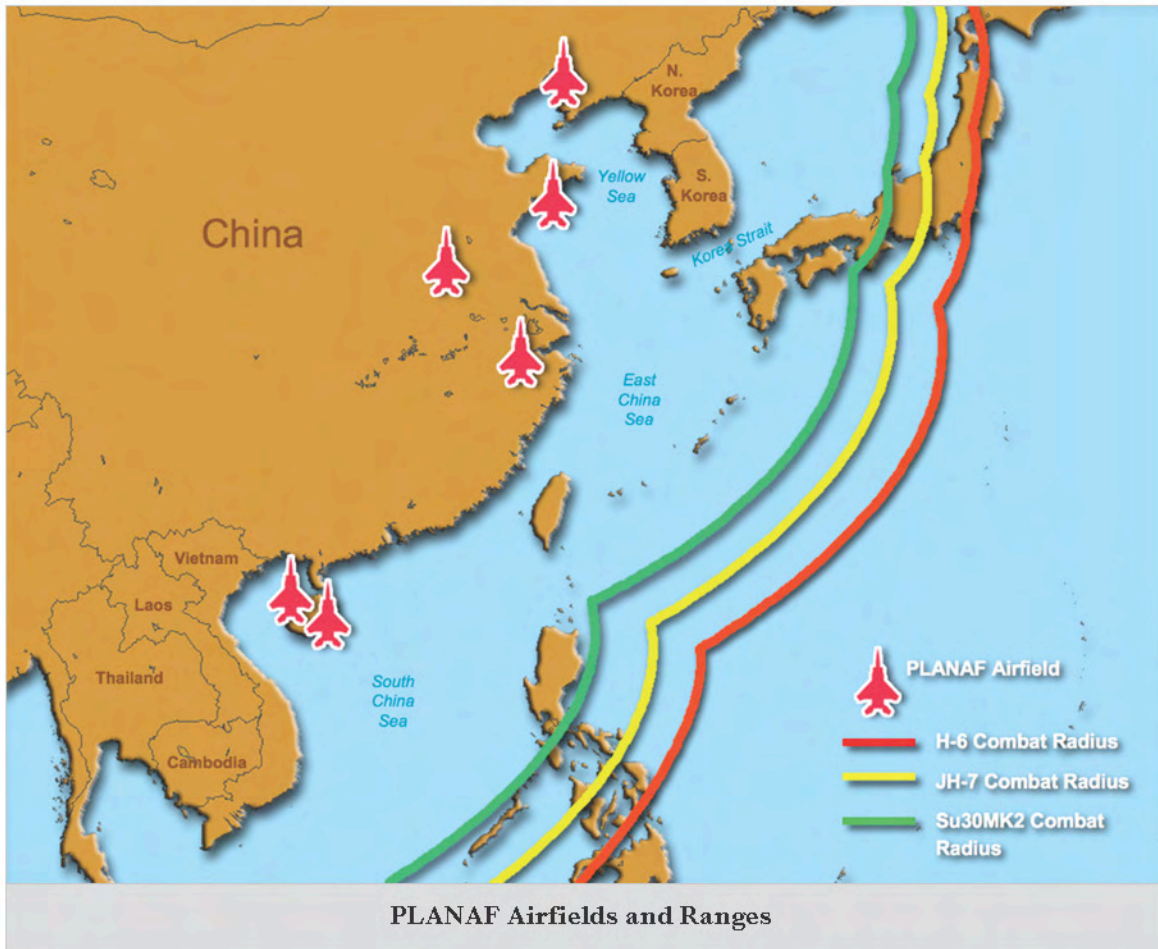 N.
Korea
Yellow
Sea
S.
Korea
China
Korea Strait
East
China
Sea
Vietnam
Laos
Thailand
South
China
Sea
Cambodia
PLANAF Airfield
H-6 Combat Radius
JH-7 Combat Radius
Su30MK2 Combat
Radius
PLANAF Airfields and Ranges